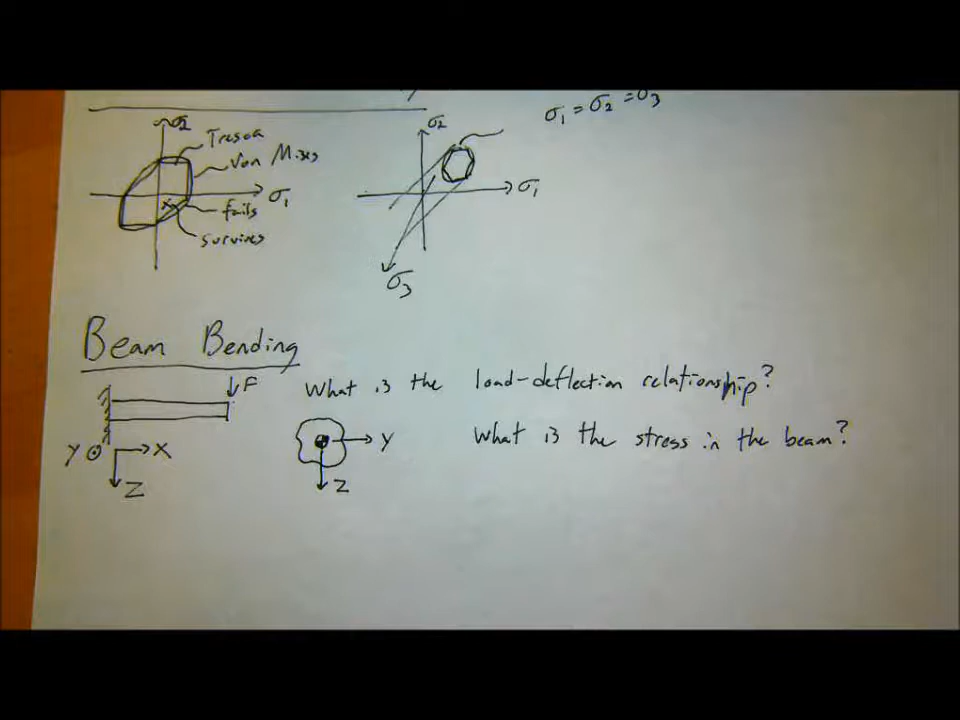 σ1 = σ2 = σ3
σ2
Tresca
Von Mises
σ1
fails
survives
σ2
σ1
σ3
Beam Bending
F
Y
X
Z
Y
Z
What is the load-deflection relationship?
What is the stress in the beam?